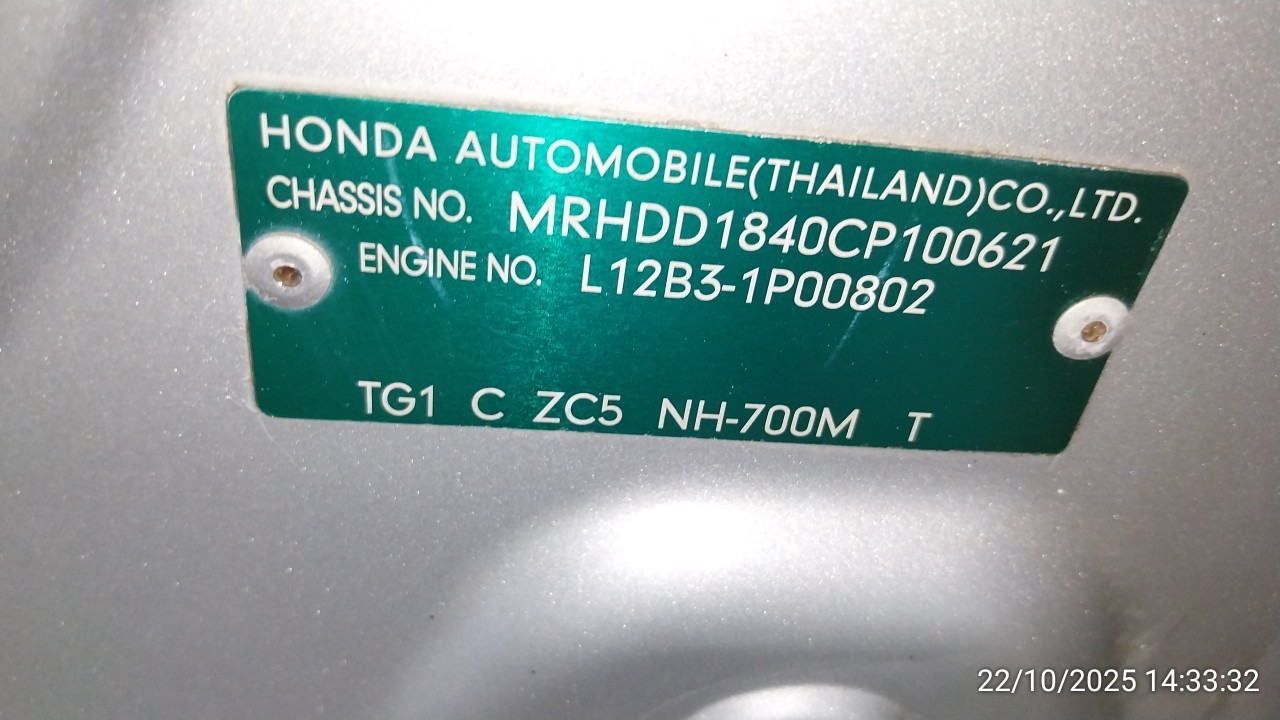 HONDA AUTOMOBILE(THAILAND)CO.,LTD.
CHASSIS NO. MRHDD1840CP100621
ENGINE NO. L12B3-1P00802
TG1 C ZC5 NH-700M T
22/10/2025 14:33:32